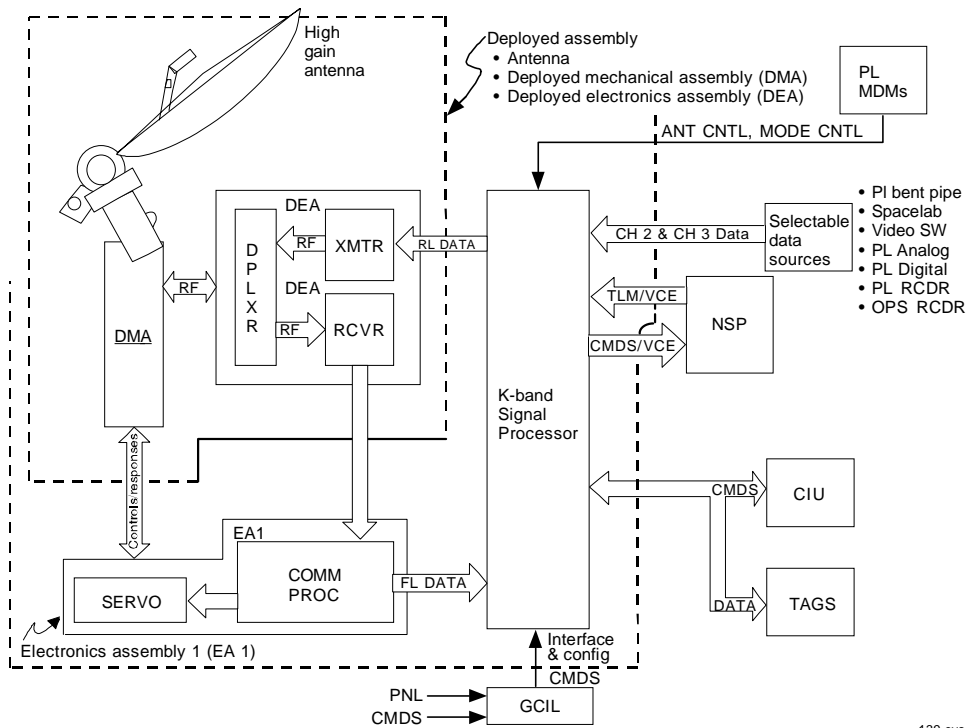 High
gain
antenna
Deployed assembly
• Antenna
• Deployed mechanical assembly (DMA)
• Deployed electronics assembly (DEA)
PL
MDMs
ANT CNTL, MODE CNTL
DEA
D
P
L
X
R
RF
XMTR
RL DATA
CH 2 & CH 3 Data
Selectable
data
sources
• Pl bent pipe
• Spacelab
• Video SW
• PL Analog
• PL Digital
• PL RCDR
• OPS RCDR
RF
DEA
RF
RCVR
TLM/VCE
NSP
CMDS/VCE
DMA
K-band
Signal
Processor
Controls/responses
CMDS
CIU
EA1
COMM
PROC
SERVO
FL DATA
DATA
TAGS
Electronics assembly 1 (EA 1)
Interface
& config
CMDS
PNL
CMDS
GCIL